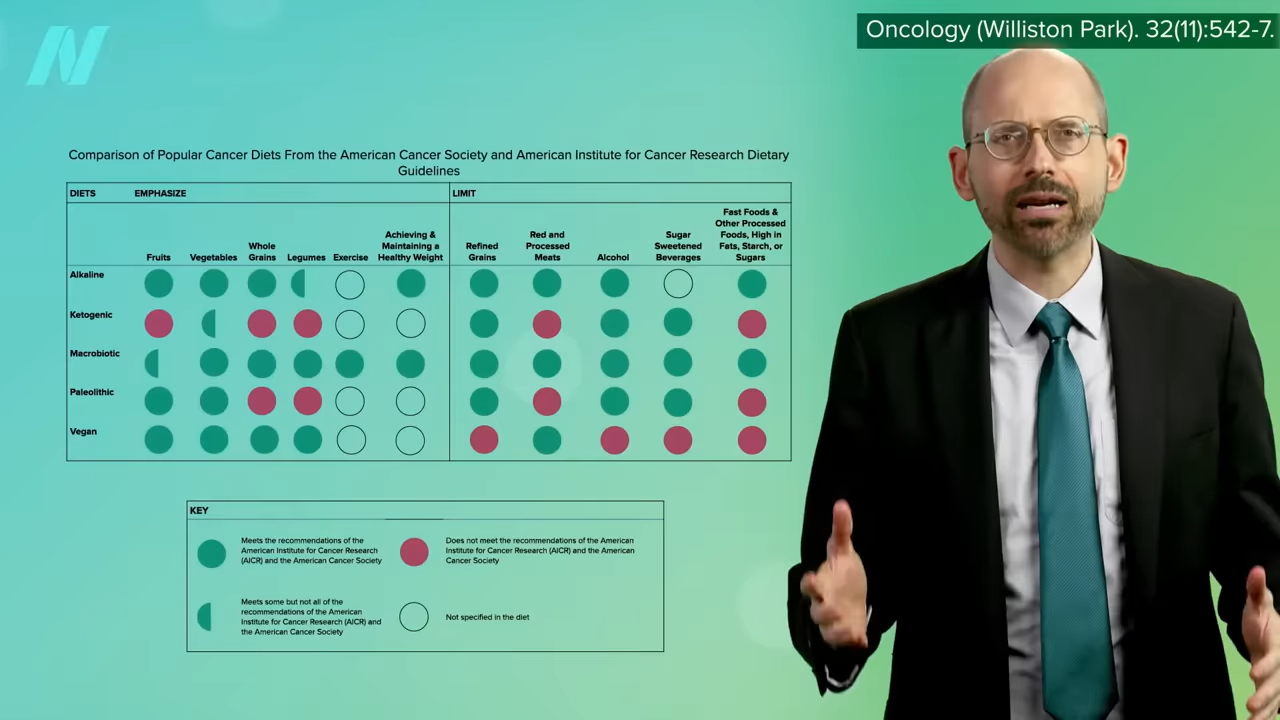 Oncology (Williston Park). 32(11):542-7.
N
Comparison of Popular Cancer Diets From the American Cancer Society and American Institute for Cancer Research Dietary
Guidelines
DIETS EMPHASIZE LIMIT
Fruits Vegetables Whole
Grains Legumes Exercise Achieving &
Maintaining a
Healthy Weight Refined
Grains Red and
Processed
Meats Alcohol Sugar
Sweetened
Beverages Fast Foods &
Other Processed
Foods, High in
Fats, Starch, or
Sugars
Alkaline
Ketogenic
Macrobiotic
Paleolithic
Vegan
KEY
Meets the recommendations of the
American Institute for Cancer Research
(AICR) and the American Cancer Society
Does not meet the recommendations of the American
Institute for Cancer Research (AICR) and the American
Cancer Society
Meets some but not all of the
recommendations of the American
Institute for Cancer Research (AICR) and
the American Cancer Society
Not specified in the diet